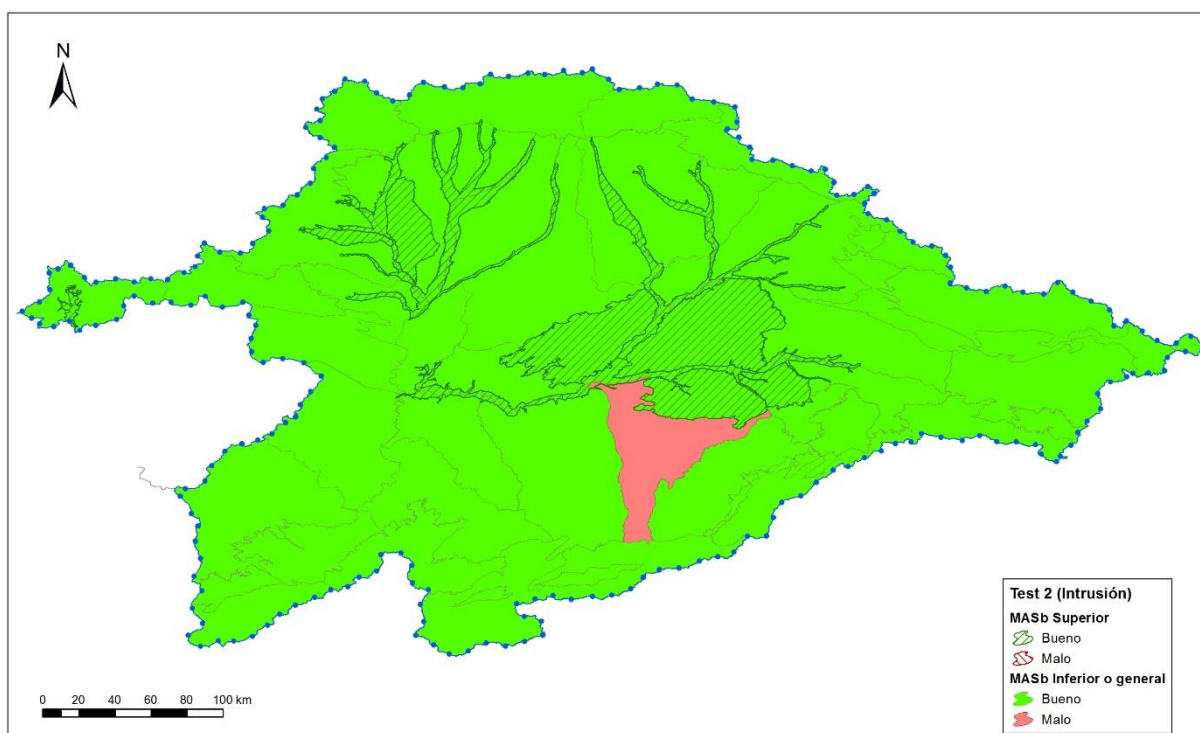 N
Test 2 (Intrusión)
MASb Superior
Bueno
Malo
MASb Inferior o general
Bueno
Malo
0 20 40 60 80 100 km